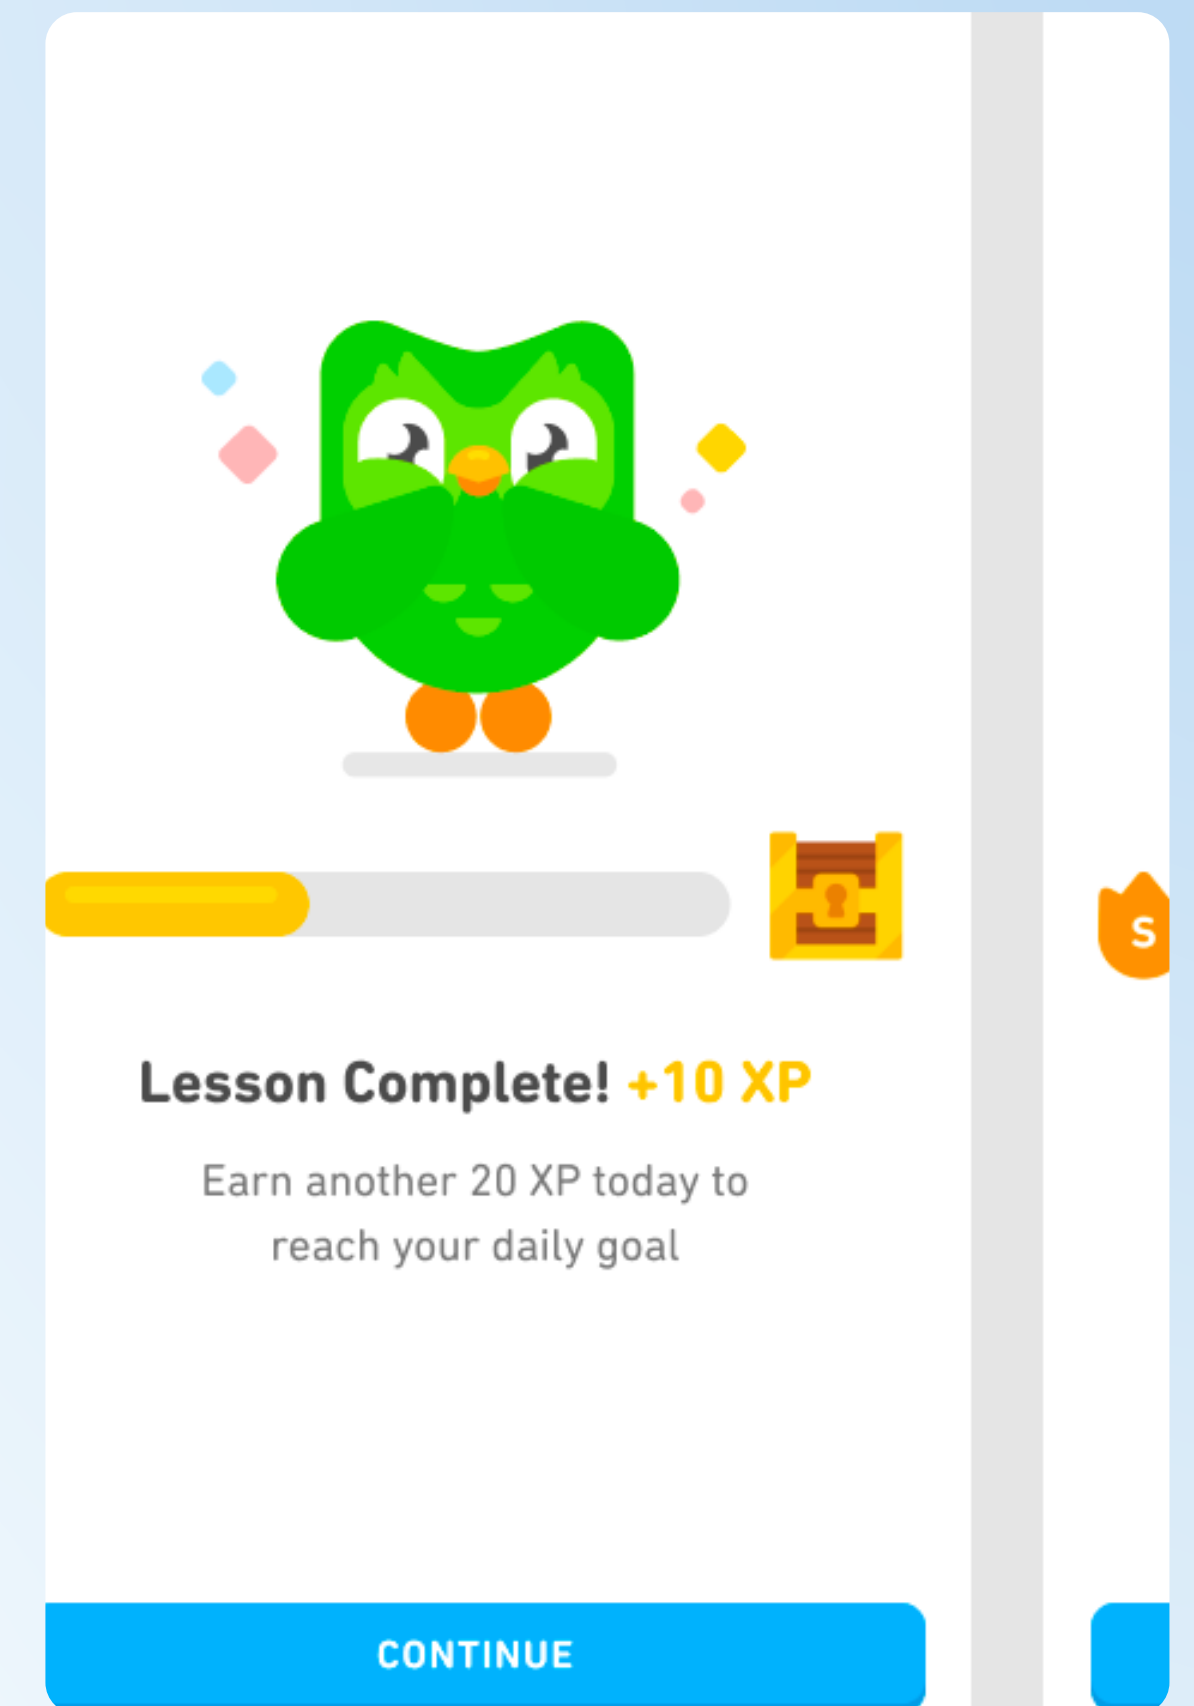 Lesson Complete! +10 XP
Earn another 20 XP today to
reach your daily goal
CONTINUE
S